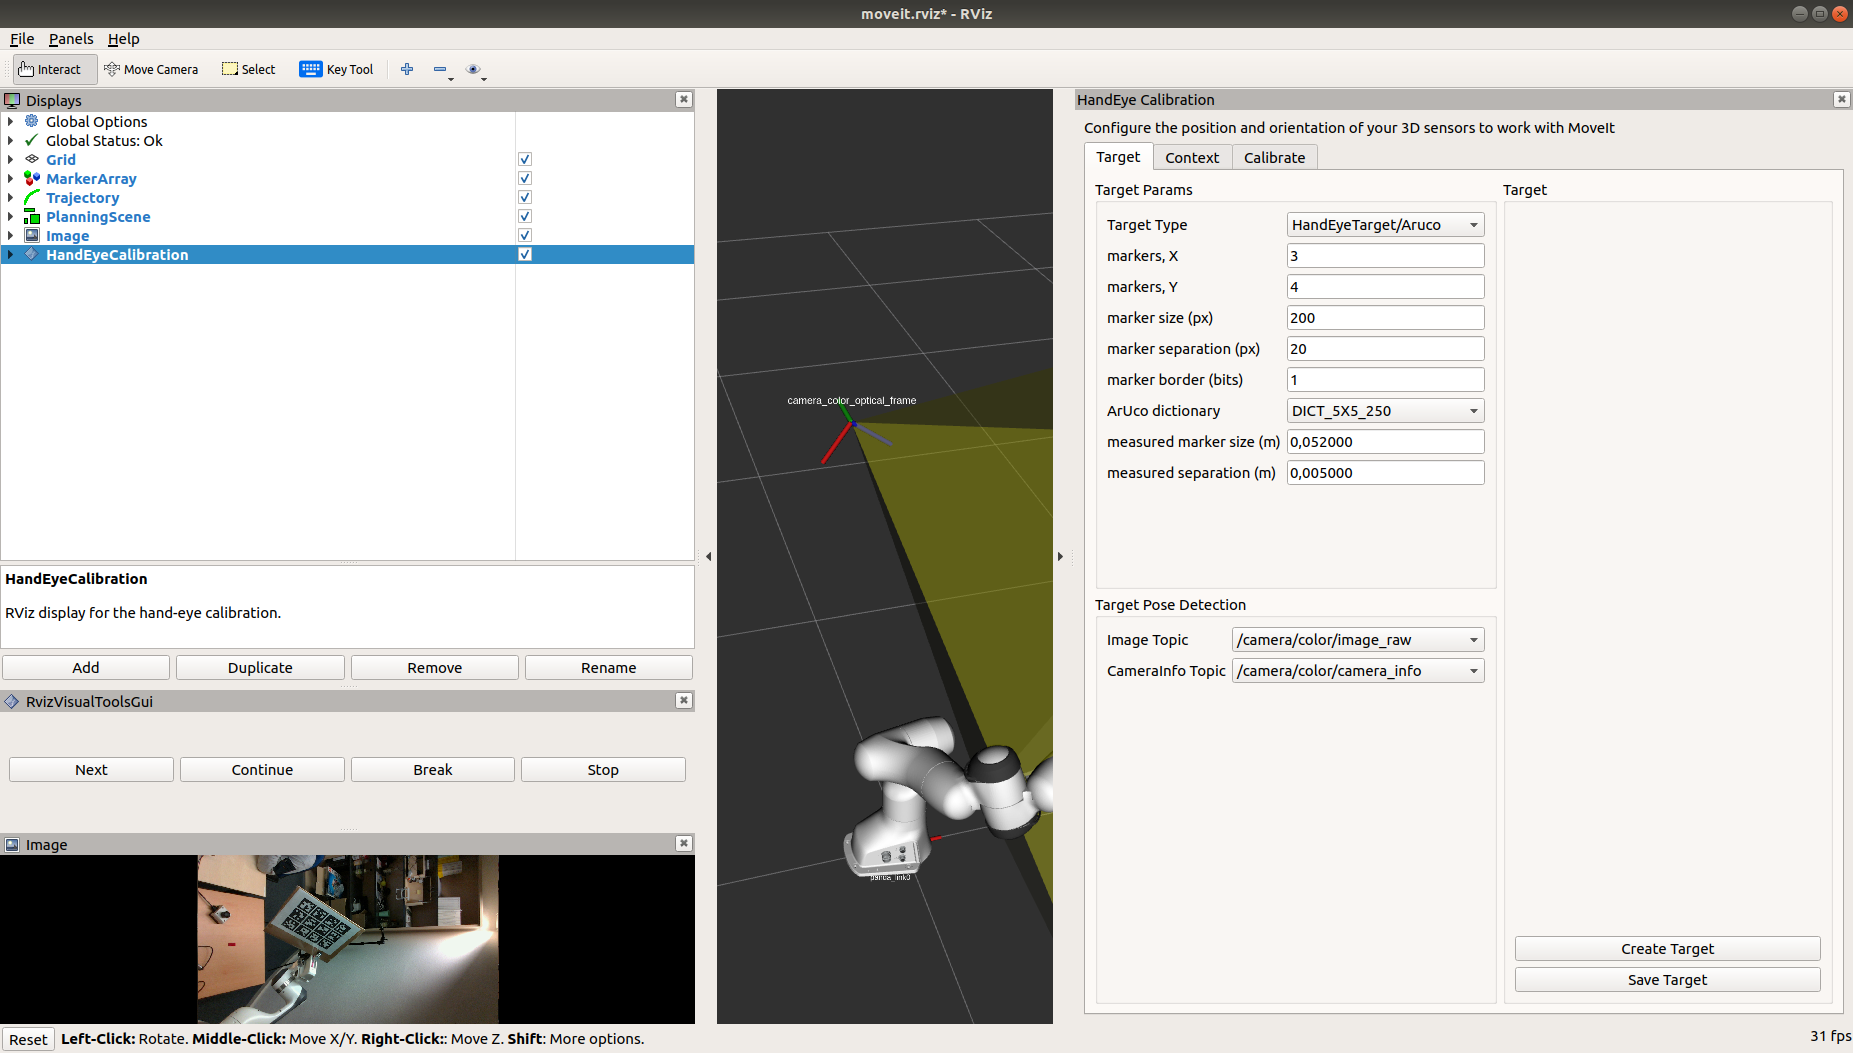 moveit.rviz* - RViz
File Panels Help
Interact Move Camera Select Key Tool
Displays
Global Options
Global Status: Ok
Grid
MarkerArray
Trajectory
PlanningScene
Image
HandEyeCalibration
HandEyeCalibration
RViz display for the hand-eye calibration.
Add Duplicate Remove Rename
RvizVisualToolsGui
Next Continue Break Stop
Image
camera_color_optical_frame
panda_link0
HandEye Calibration
Configure the position and orientation of your 3D sensors to work with MoveIt
Target Context Calibrate
Target Params
Target Type HandEyeTarget/Aruco
markers, X 3
markers, Y 4
marker size (px) 200
marker separation (px) 20
marker border (bits) 1
ArUco dictionary DICT_5X5_250
measured marker size (m) 0,052000
measured separation (m) 0,005000
Target Pose Detection
Image Topic /camera/color/image_raw
CameraInfo Topic /camera/color/camera_info
Target
Create Target
Save Target
Reset Left-Click: Rotate. Middle-Click: Move X/Y. Right-Click:: Move Z. Shift: More options.
31 fps